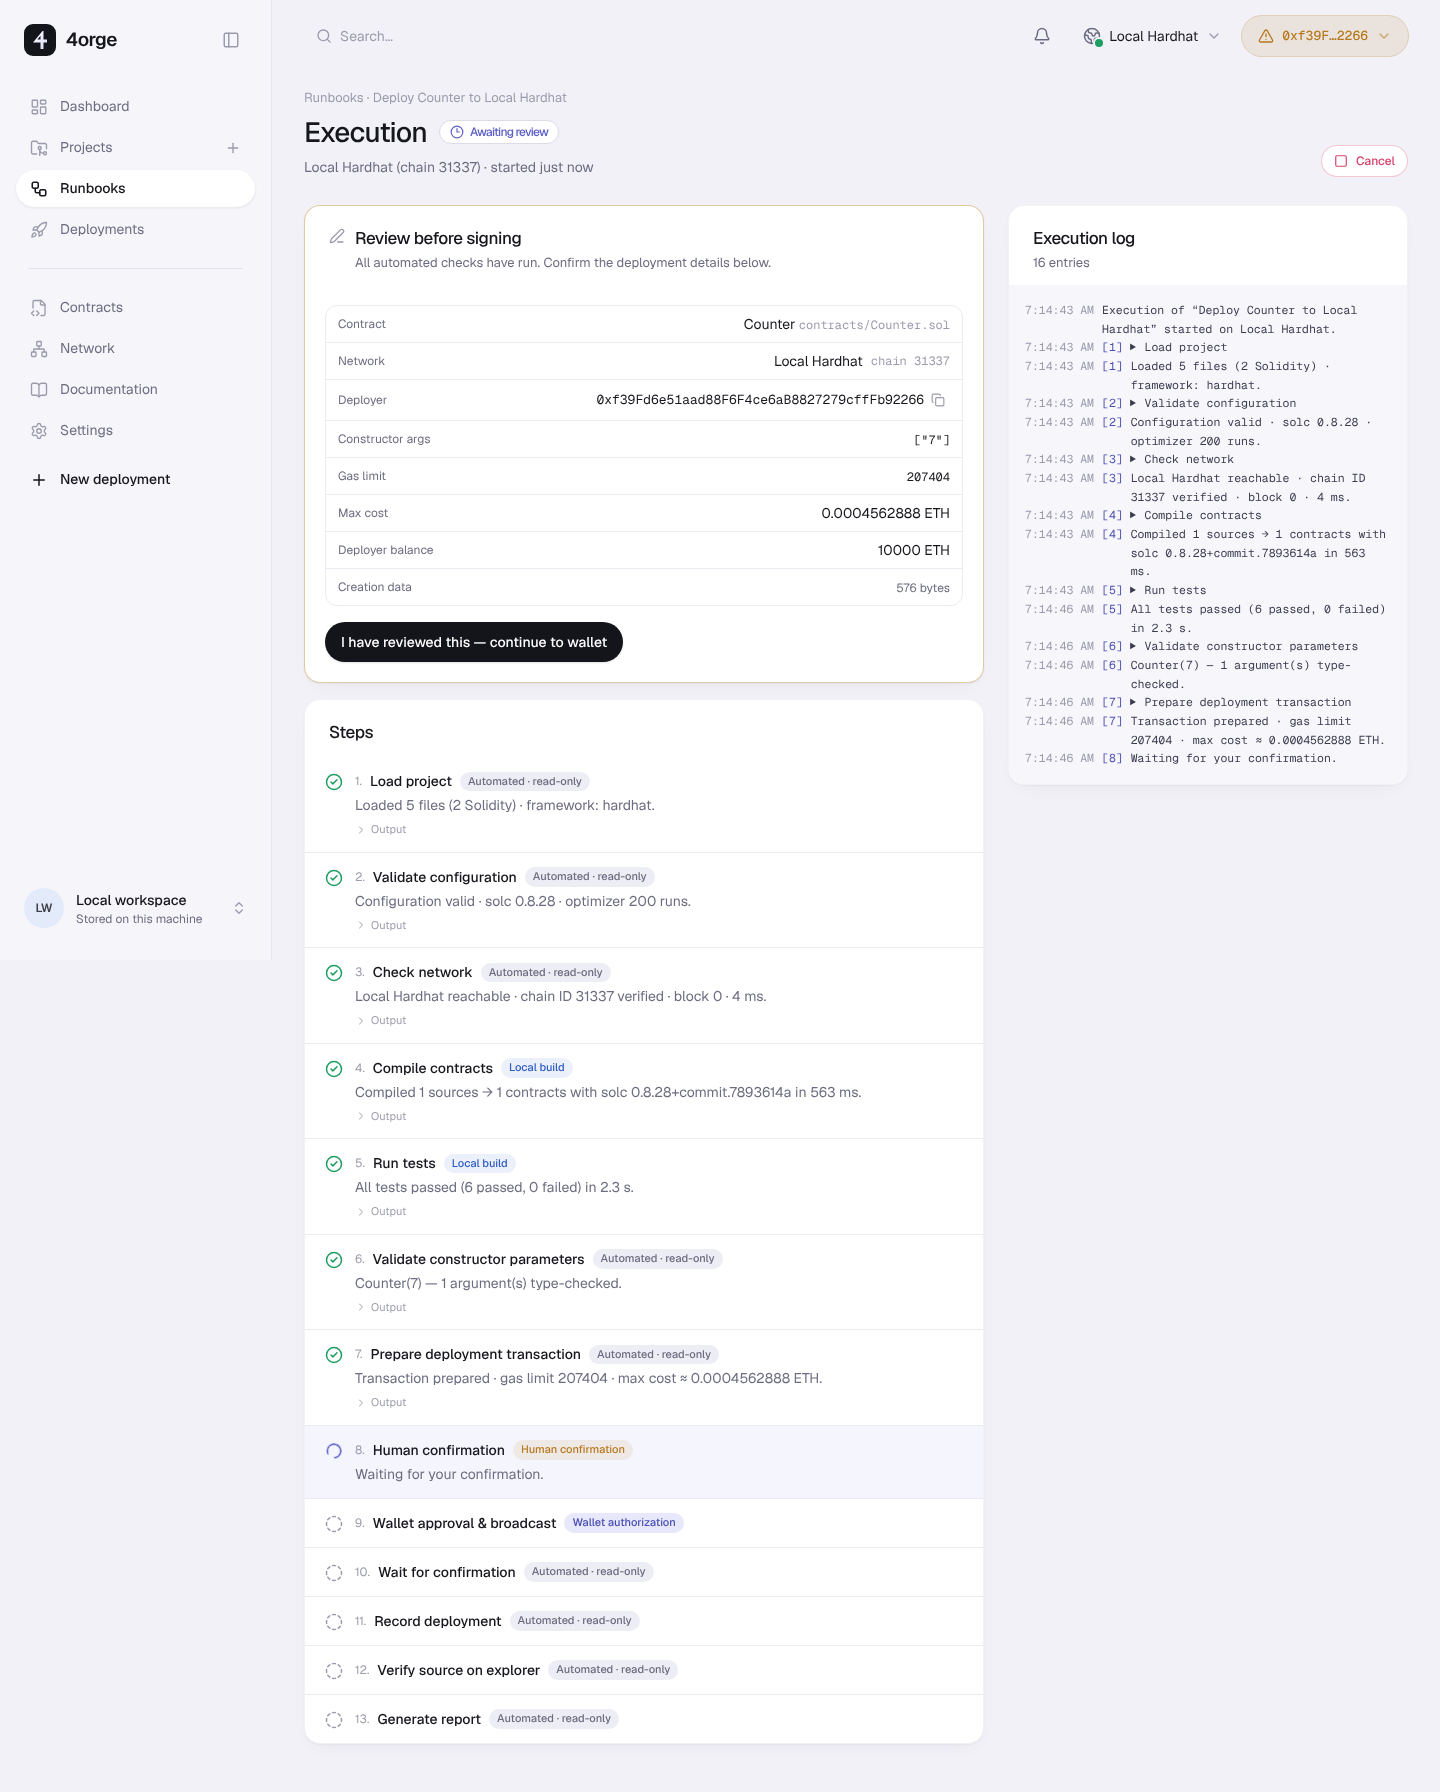 4orge
Dashboard
Projects
Runbooks
Deployments
Contracts
Network
Documentation
Settings
New deployment
LW
Local workspace
Stored on this machine
Search...
Local Hardhat
0xf39F…2266
Runbooks · Deploy Counter to Local Hardhat
Execution Awaiting review
Local Hardhat (chain 31337) · started just now
Cancel
Review before signing
All automated checks have run. Confirm the deployment details below.
Contract Counter contracts/Counter.sol
Network Local Hardhat chain 31337
Deployer 0xf39Fd6e51aad88F6F4ce6aB8827279cffFb92266
Constructor args ["7"]
Gas limit 207404
Max cost 0.0004562888 ETH
Deployer balance 10000 ETH
Creation data 576 bytes
I have reviewed this — continue to wallet
Steps
1. Load project Automated · read-only
Loaded 5 files (2 Solidity) · framework: hardhat.
Output
2. Validate configuration Automated · read-only
Configuration valid · solc 0.8.28 · optimizer 200 runs.
Output
3. Check network Automated · read-only
Local Hardhat reachable · chain ID 31337 verified · block 0 · 4 ms.
Output
4. Compile contracts Local build
Compiled 1 sources → 1 contracts with solc 0.8.28+commit.7893614a in 563 ms.
Output
5. Run tests Local build
All tests passed (6 passed, 0 failed) in 2.3 s.
Output
6. Validate constructor parameters Automated · read-only
Counter(7) — 1 argument(s) type-checked.
Output
7. Prepare deployment transaction Automated · read-only
Transaction prepared · gas limit 207404 · max cost ≈ 0.0004562888 ETH.
Output
8. Human confirmation Human confirmation
Waiting for your confirmation.
9. Wallet approval & broadcast Wallet authorization
10. Wait for confirmation Automated · read-only
11. Record deployment Automated · read-only
12. Verify source on explorer Automated · read-only
13. Generate report Automated · read-only
Execution log
16 entries
7:14:43 AM Execution of “Deploy Counter to Local
Hardhat” started on Local Hardhat.
7:14:43 AM [1] ▶ Load project
7:14:43 AM [1] Loaded 5 files (2 Solidity) ·
framework: hardhat.
7:14:43 AM [2] ▶ Validate configuration
7:14:43 AM [2] Configuration valid · solc 0.8.28 ·
optimizer 200 runs.
7:14:43 AM [3] ▶ Check network
7:14:43 AM [3] Local Hardhat reachable · chain ID
31337 verified · block 0 · 4 ms.
7:14:43 AM [4] ▶ Compile contracts
7:14:43 AM [4] Compiled 1 sources → 1 contracts with
solc 0.8.28+commit.7893614a in 563
ms.
7:14:43 AM [5] ▶ Run tests
7:14:46 AM [5] All tests passed (6 passed, 0 failed)
in 2.3 s.
7:14:46 AM [6] ▶ Validate constructor parameters
7:14:46 AM [6] Counter(7) — 1 argument(s) type-
checked.
7:14:46 AM [7] ▶ Prepare deployment transaction
7:14:46 AM [7] Transaction prepared · gas limit
207404 · max cost ≈ 0.0004562888 ETH.
7:14:46 AM [8] Waiting for your confirmation.